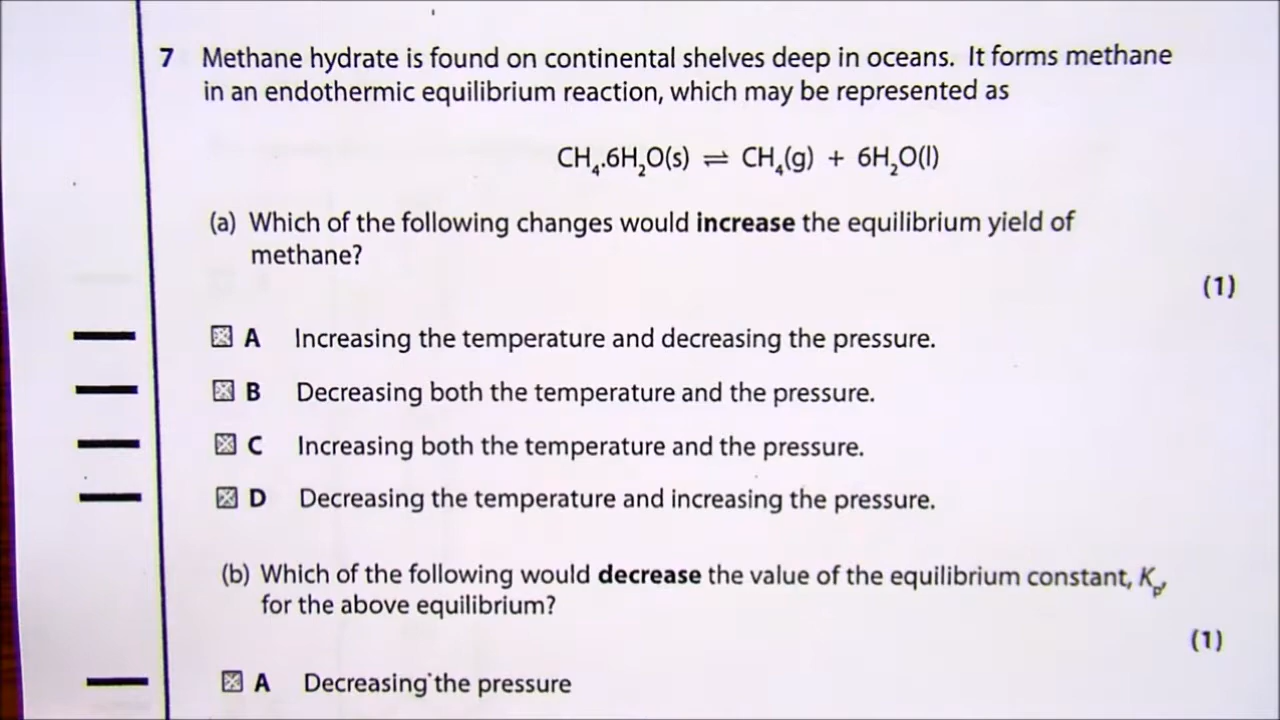 7 Methane hydrate is found on continental shelves deep in oceans. It forms methane
in an endothermic equilibrium reaction, which may be represented as
CH₄.6H₂O(s) ⇌ CH₄(g) + 6H₂O(l)
(a) Which of the following changes would increase the equilibrium yield of
methane?
(1)
A Increasing the temperature and decreasing the pressure.
B Decreasing both the temperature and the pressure.
C Increasing both the temperature and the pressure.
D Decreasing the temperature and increasing the pressure.
(b) Which of the following would decrease the value of the equilibrium constant, Kₚ,
for the above equilibrium?
(1)
A Decreasing the pressure